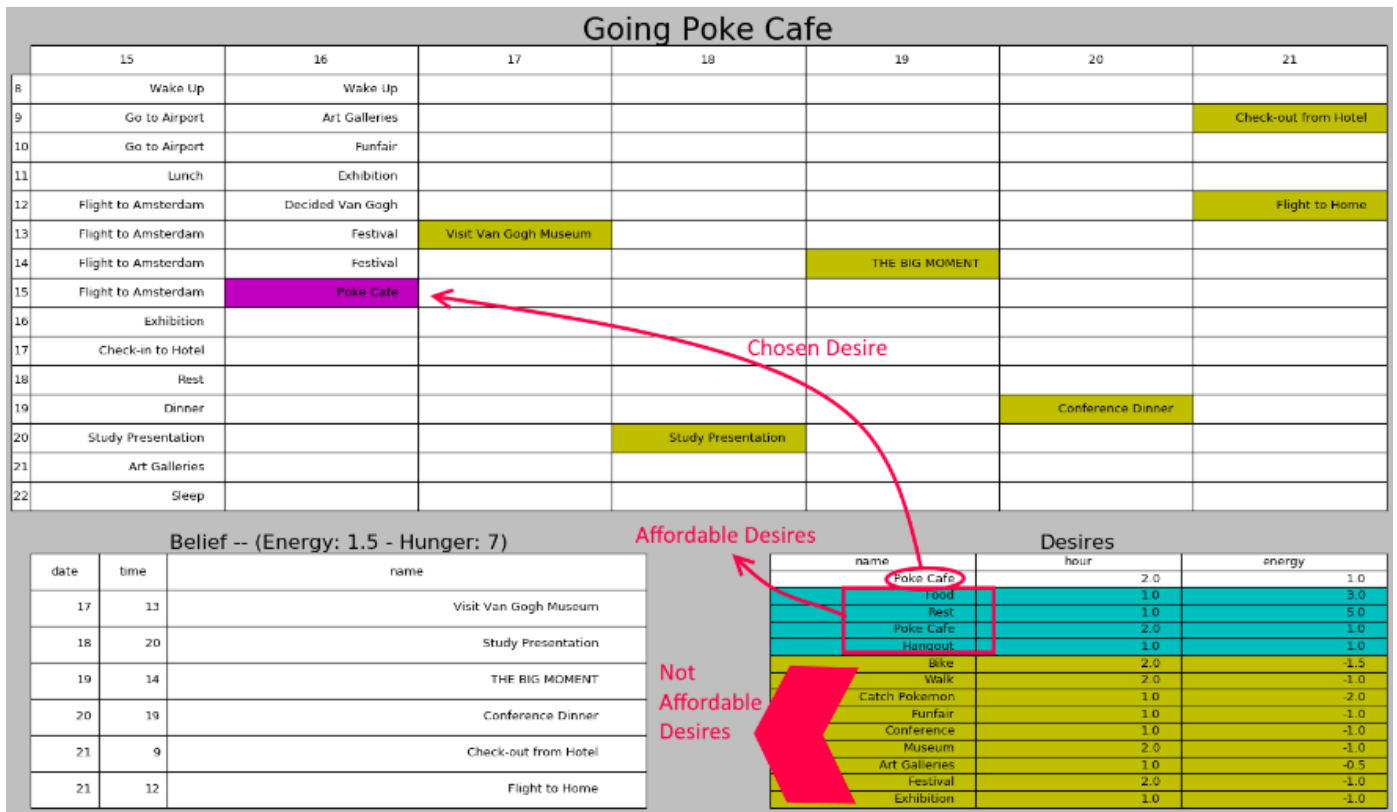 Going Poke Cafe
15 16 17 18 19 20 21
8 Wake Up Wake Up
9 Go to Airport Art Galleries Check-out from Hotel
10 Go to Airport Funfair
11 Lunch Exhibition
12 Flight to Amsterdam Decided Van Gogh Flight to Home
13 Flight to Amsterdam Festival Visit Van Gogh Museum
14 Flight to Amsterdam Festival THE BIG MOMENT
15 Flight to Amsterdam Poke Cafe
16 Exhibition
17 Check-in to Hotel
Chosen Desire
18 Rest
19 Dinner Conference Dinner
20 Study Presentation Study Presentation
21 Art Galleries
22 Sleep
Belief -- (Energy: 1.5 - Hunger: 7)
date time name
17 13 Visit Van Gogh Museum
18 20 Study Presentation
19 14 THE BIG MOMENT
20 19 Conference Dinner
21 9 Check-out from Hotel
21 12 Flight to Home
Affordable Desires
Not
Affordable
Desires
Desires
name hour energy
Poke Cafe 2.0 1.0
Food 1.0 3.0
Rest 1.0 5.0
Poke Cafe 2.0 1.0
Hangout 1.0 1.0
Bike 2.0 -1.5
Walk 2.0 -1.0
Catch Pokemon 1.0 -2.0
Funfair 1.0 -1.0
Conference 1.0 -1.0
Museum 2.0 -1.0
Art Galleries 1.0 -0.5
Festival 2.0 -1.0
Exhibition 1.0 -1.0